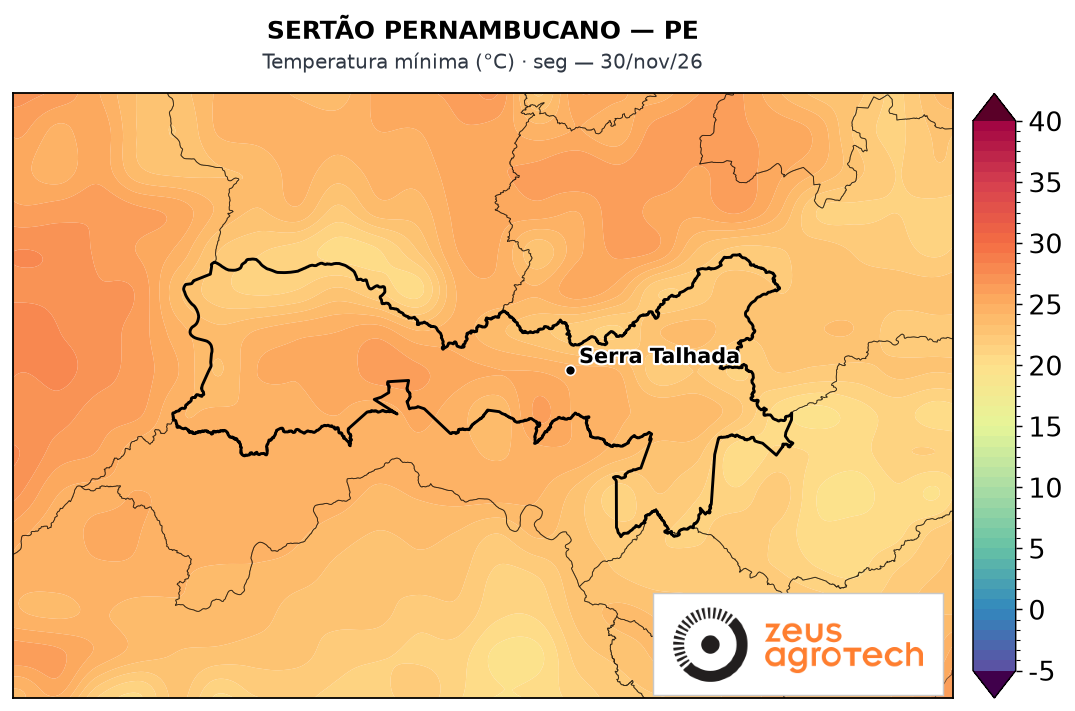 SERTÃO PERNAMBUCANO — PE
Temperatura mínima (°C) · seg — 30/nov/26
Serra Talhada
40
35
30
25
20
15
10
5
0
-5
zeus
agrotech